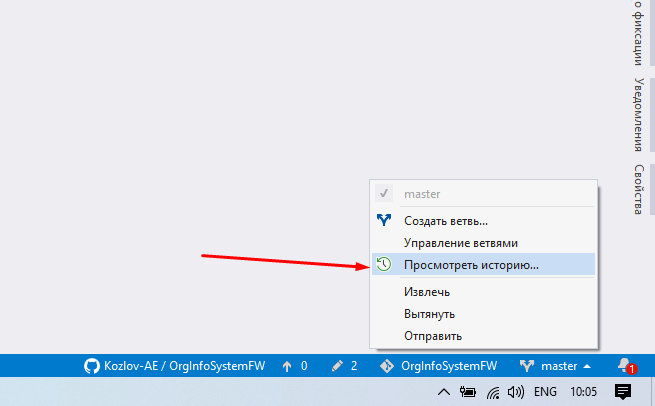 о фиксации
Уведомления
Свойства
master
Создать ветвь...
Управление ветвями
Просмотреть историю...
Извлечь
Вытянуть
Отправить
Kozlov-AE / OrgInfoSystemFW 0 2 OrgInfoSystemFW master 1
ENG 10:05